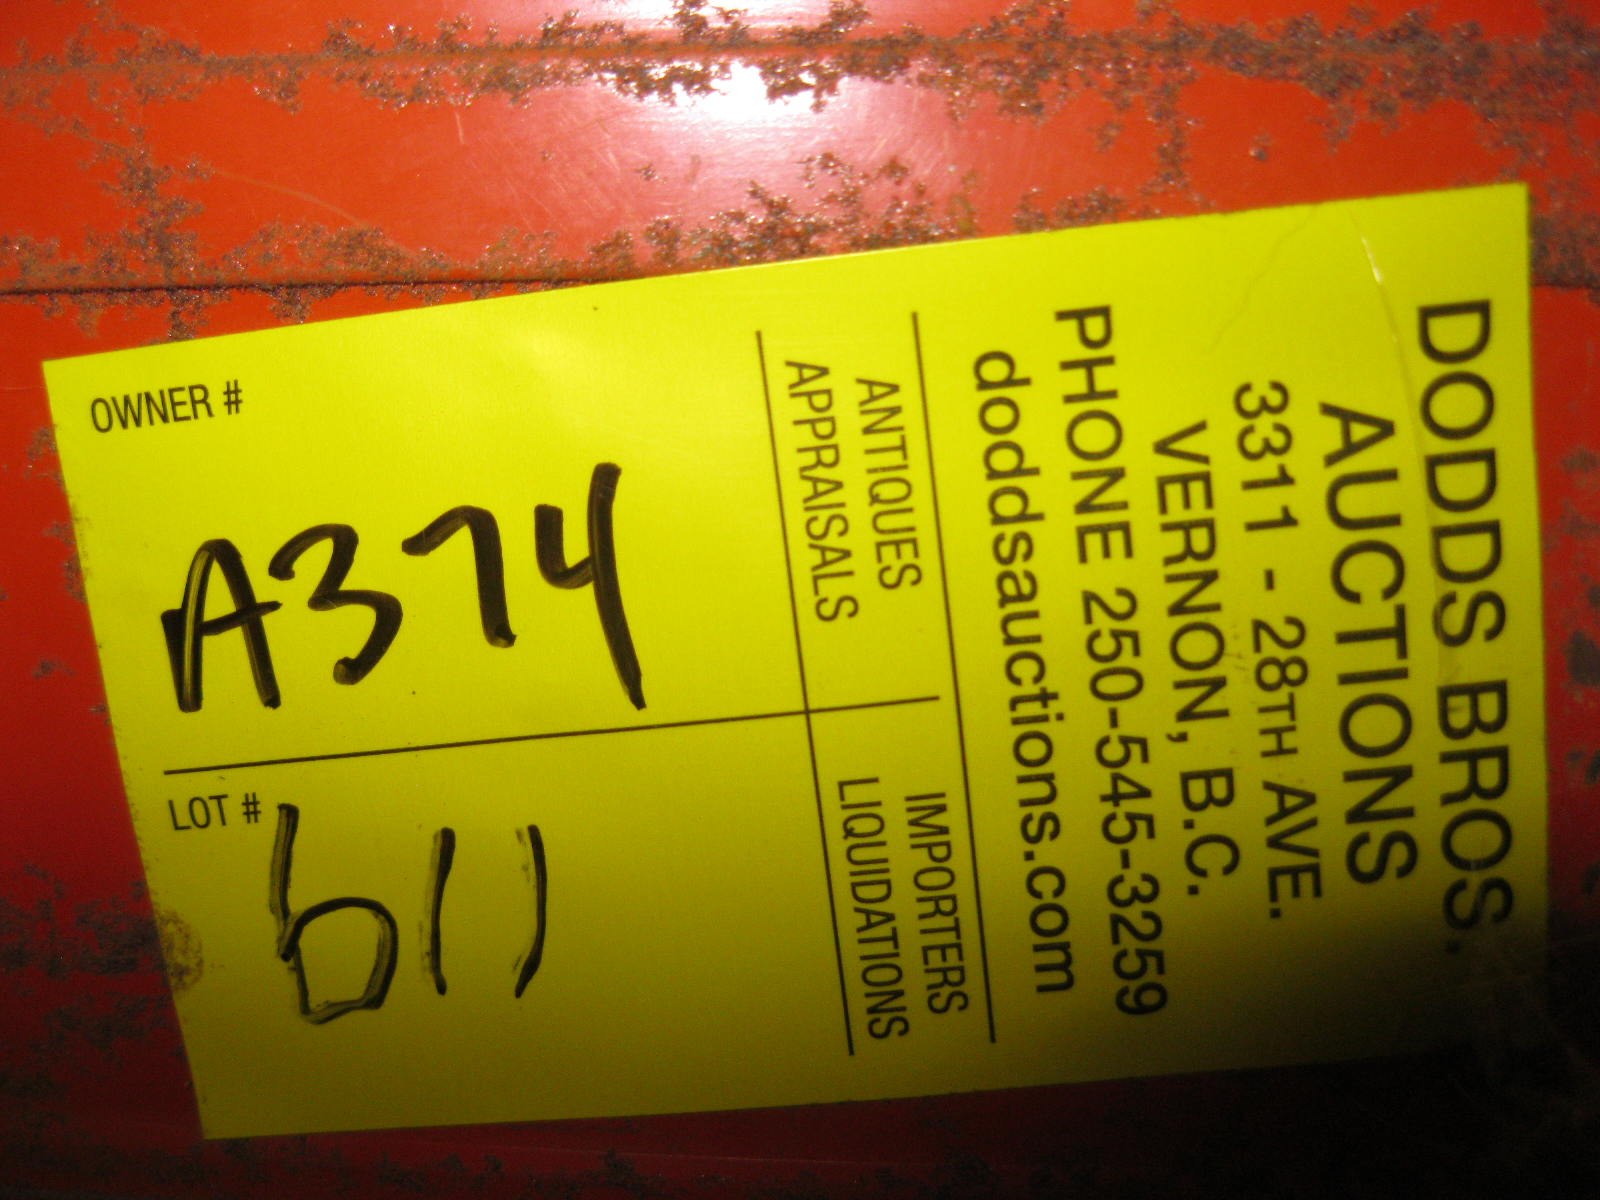 DODDS BROS.
AUCTIONS
3311 - 28TH AVE.
VERNON, B.C.
PHONE 250-545-3259
doddsauctions.com
ANTIQUES
APPRAISALS
IMPORTERS
LIQUIDATIONS
OWNER #
A374
LOT #
611